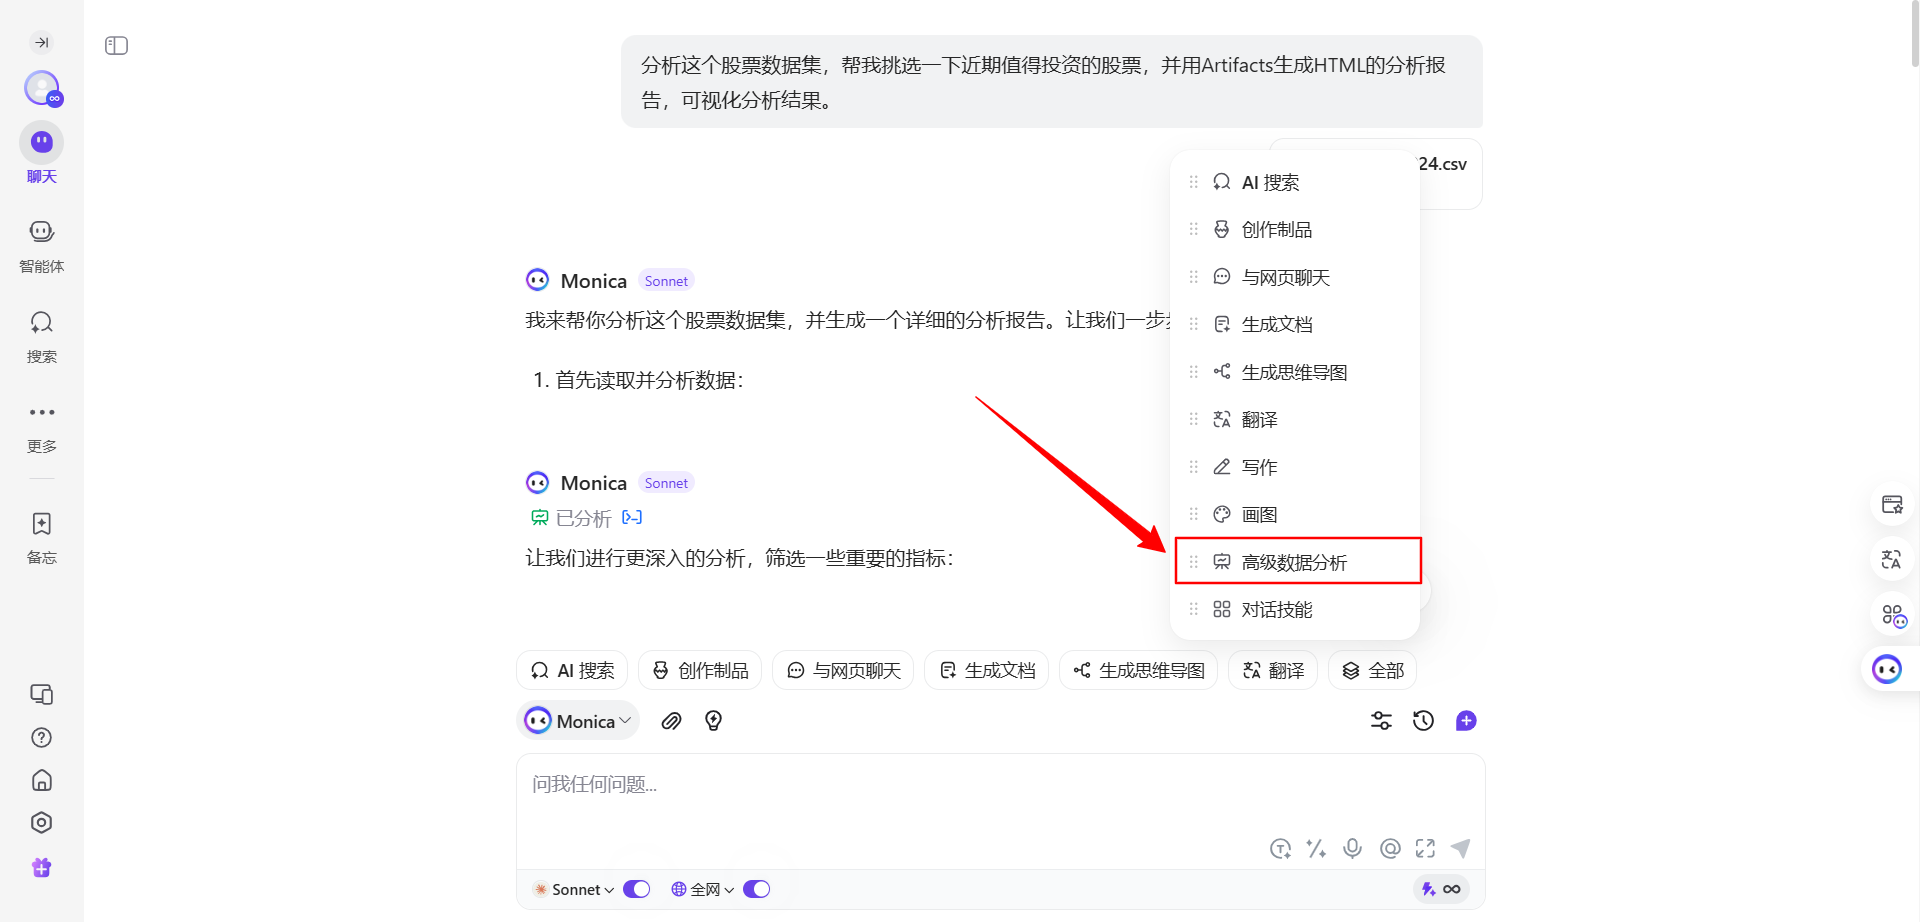 分析这个股票数据集，帮我挑选一下近期值得投资的股票，并用Artifacts生成HTML的分析报
告，可视化分析结果。
24.csv
聊天
智能体
搜索
更多
备忘
Monica Sonnet
我来帮你分析这个股票数据集，并生成一个详细的分析报告。让我们一步
1. 首先读取并分析数据：
Monica Sonnet
已分析
让我们进行更深入的分析，筛选一些重要的指标：
AI 搜索
创作制品
与网页聊天
生成文档
生成思维导图
翻译
写作
画图
高级数据分析
对话技能
AI 搜索 创作制品 与网页聊天 生成文档 生成思维导图 翻译 全部
Monica
问我任何问题...
Sonnet 全网